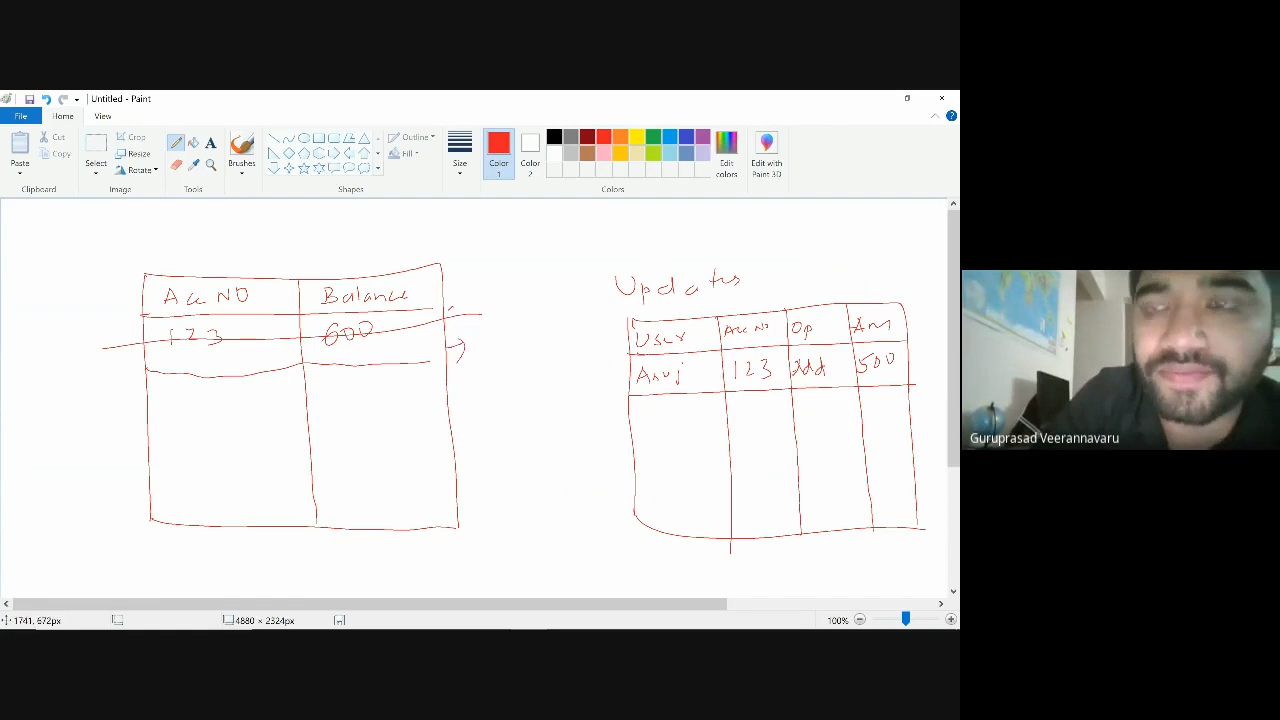 Untitled - Paint
File
Home
View
Paste
Cut
Copy
Clipboard
Select
Crop
Resize
Rotate
Image
Tools
Brushes
Outline
Fill
Shapes
Size
Color 1
Color 2
Edit colors
Edit with Paint 3D
Colors
Acc NO Balance
123 600
Updates
User Acc No Op Am
Anuj 123 add 500
Guruprasad Veerannavaru
1741, 672px
4880 × 2324px
100%